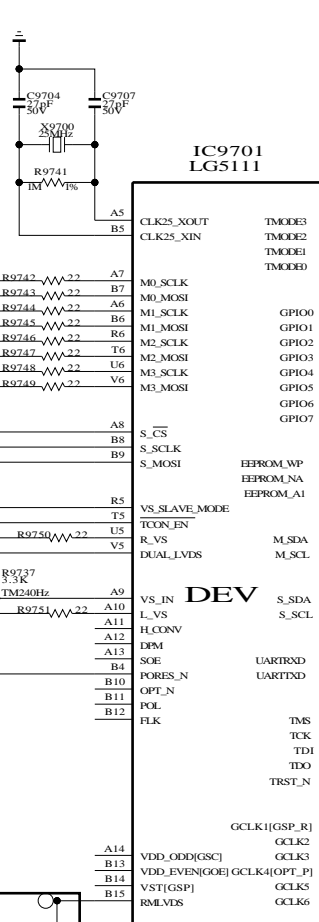 C9704
27pF
50V
C9707
27pF
50V
X9700
25MHz
R9741
1M 1%
IC9701
LG5111
A5 CLK25_XOUT TMODE3
B5 CLK25_XIN TMODE2
TMODE1
TMODE0
R9742 22 A7 M0_SCLK
R9743 22 B7 M0_MOSI
R9744 22 A6 M1_SCLK GPIO0
R9745 22 B6 M1_MOSI GPIO1
R9746 22 R6 M2_SCLK GPIO2
R9747 22 T6 M2_MOSI GPIO3
R9748 22 U6 M3_SCLK GPIO4
R9749 22 V6 M3_MOSI GPIO5
GPIO6
GPIO7
A8 S_CS
B8 S_SCLK
B9 S_MOSI EEPROM_WP
EEPROM_NA
EEPROM_A1
R5 VS_SLAVE_MODE
T5 TCON_EN
R9750 22 U5 R_VS M_SDA
V5 DUAL_LVDS M_SCL
R9737
3.3K
TM240Hz A9 VS_IN DEV S_SDA
R9751 22 A10 L_VS S_SCL
A11 H_CONV
A12 DPM
A13 SOE UARTRXD
B4 PORES_N UARTTXD
B10 OPT_N
B11 POL
B12 FLK TMS
TCK
TDI
TDO
TRST_N
GCLK1[GSP_R]
GCLK2
A14 VDD_ODD[GSC] GCLK3
B13 VDD_EVEN[GOE] GCLK4[OPT_P]
B14 VST[GSP] GCLK5
B15 RMLVDS GCLK6